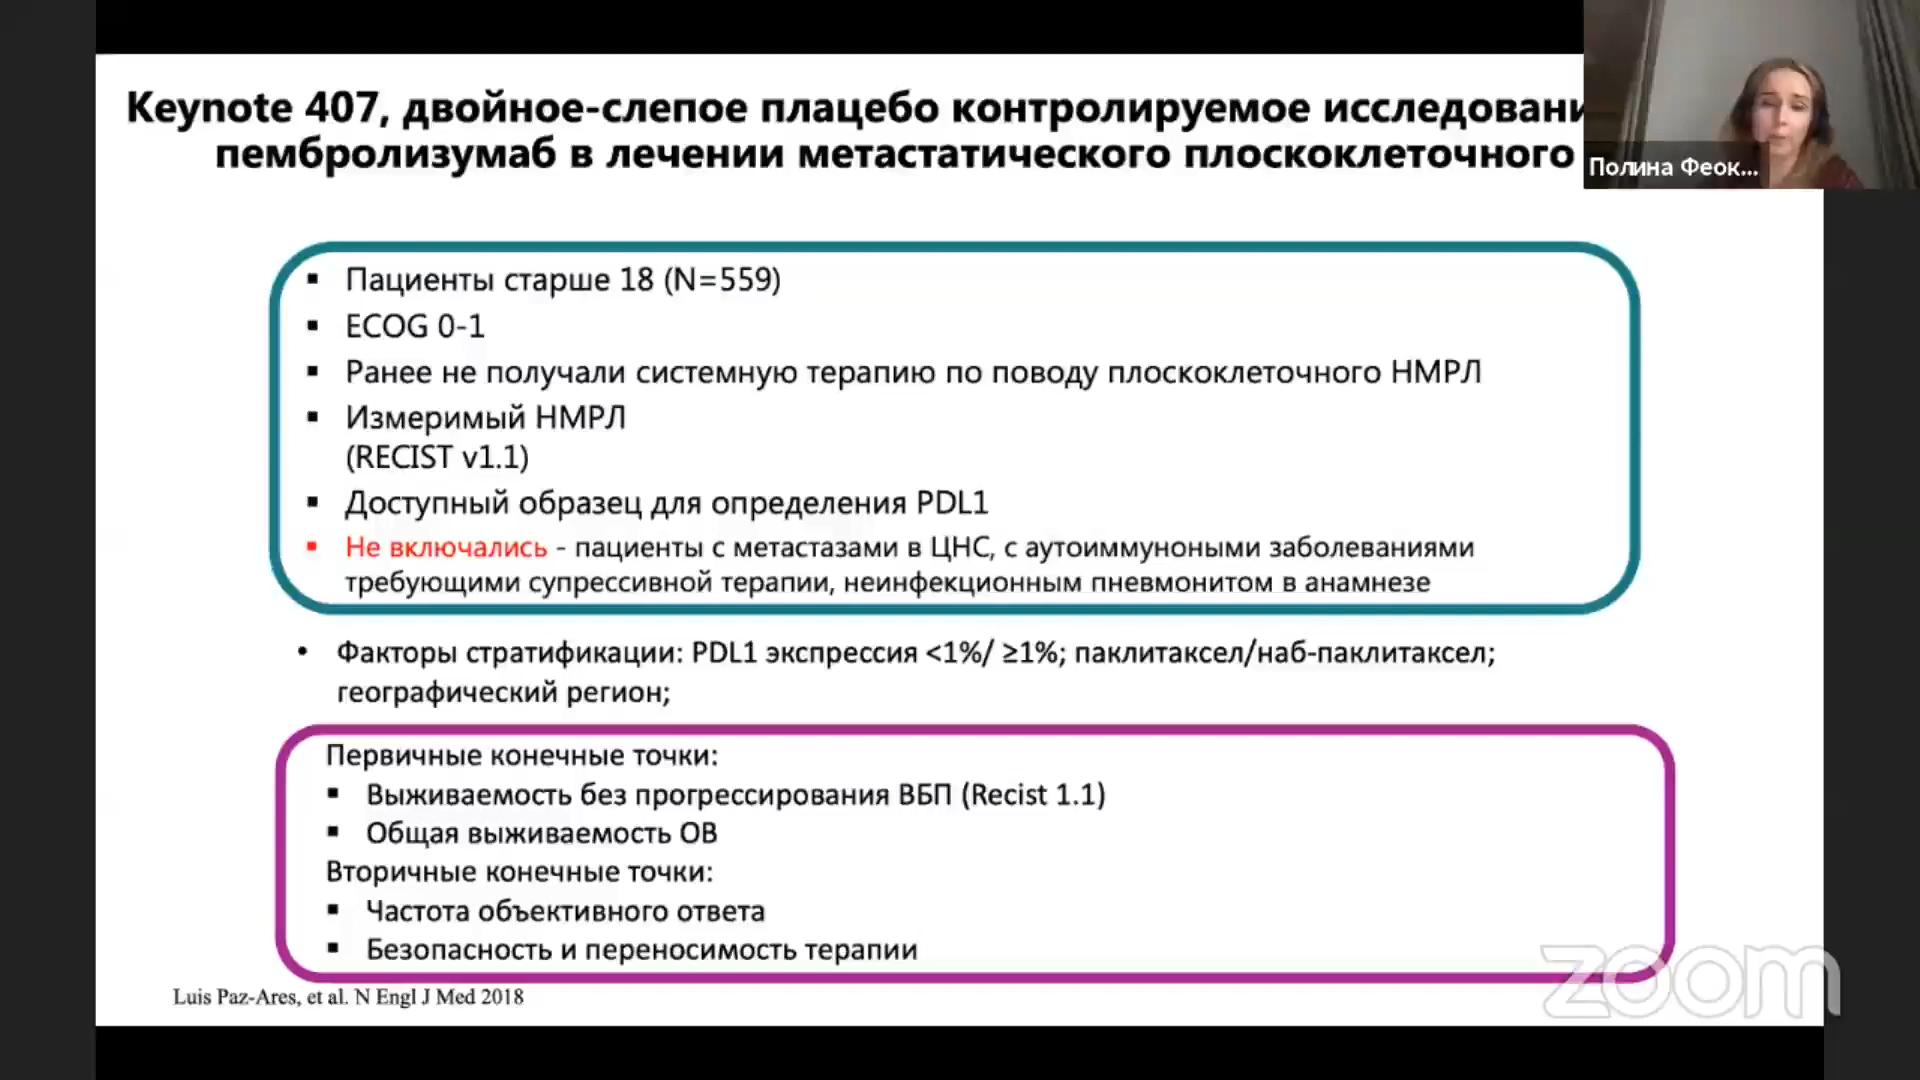 Keynote 407, двойное-слепое плацебо контролируемое исследовани
пембролизумаб в лечении метастатического плоскоклеточного
Полина Феок...
▪ Пациенты старше 18 (N=559)
▪ ECOG 0-1
▪ Ранее не получали системную терапию по поводу плоскоклеточного НМРЛ
▪ Измеримый НМРЛ
(RECIST v1.1)
▪ Доступный образец для определения PDL1
▪ Не включались - пациенты с метастазами в ЦНС, с аутоиммуноными заболеваниями
требующими супрессивной терапии, неинфекционным пневмонитом в анамнезе
• Факторы стратификации: PDL1 экспрессия <1%/ ≥1%; паклитаксел/наб-паклитаксел;
географический регион;
Первичные конечные точки:
▪ Выживаемость без прогрессирования ВБП (Recist 1.1)
▪ Общая выживаемость ОВ
Вторичные конечные точки:
▪ Частота объективного ответа
▪ Безопасность и переносимость терапии
Luis Paz-Ares, et al. N Engl J Med 2018
zoom